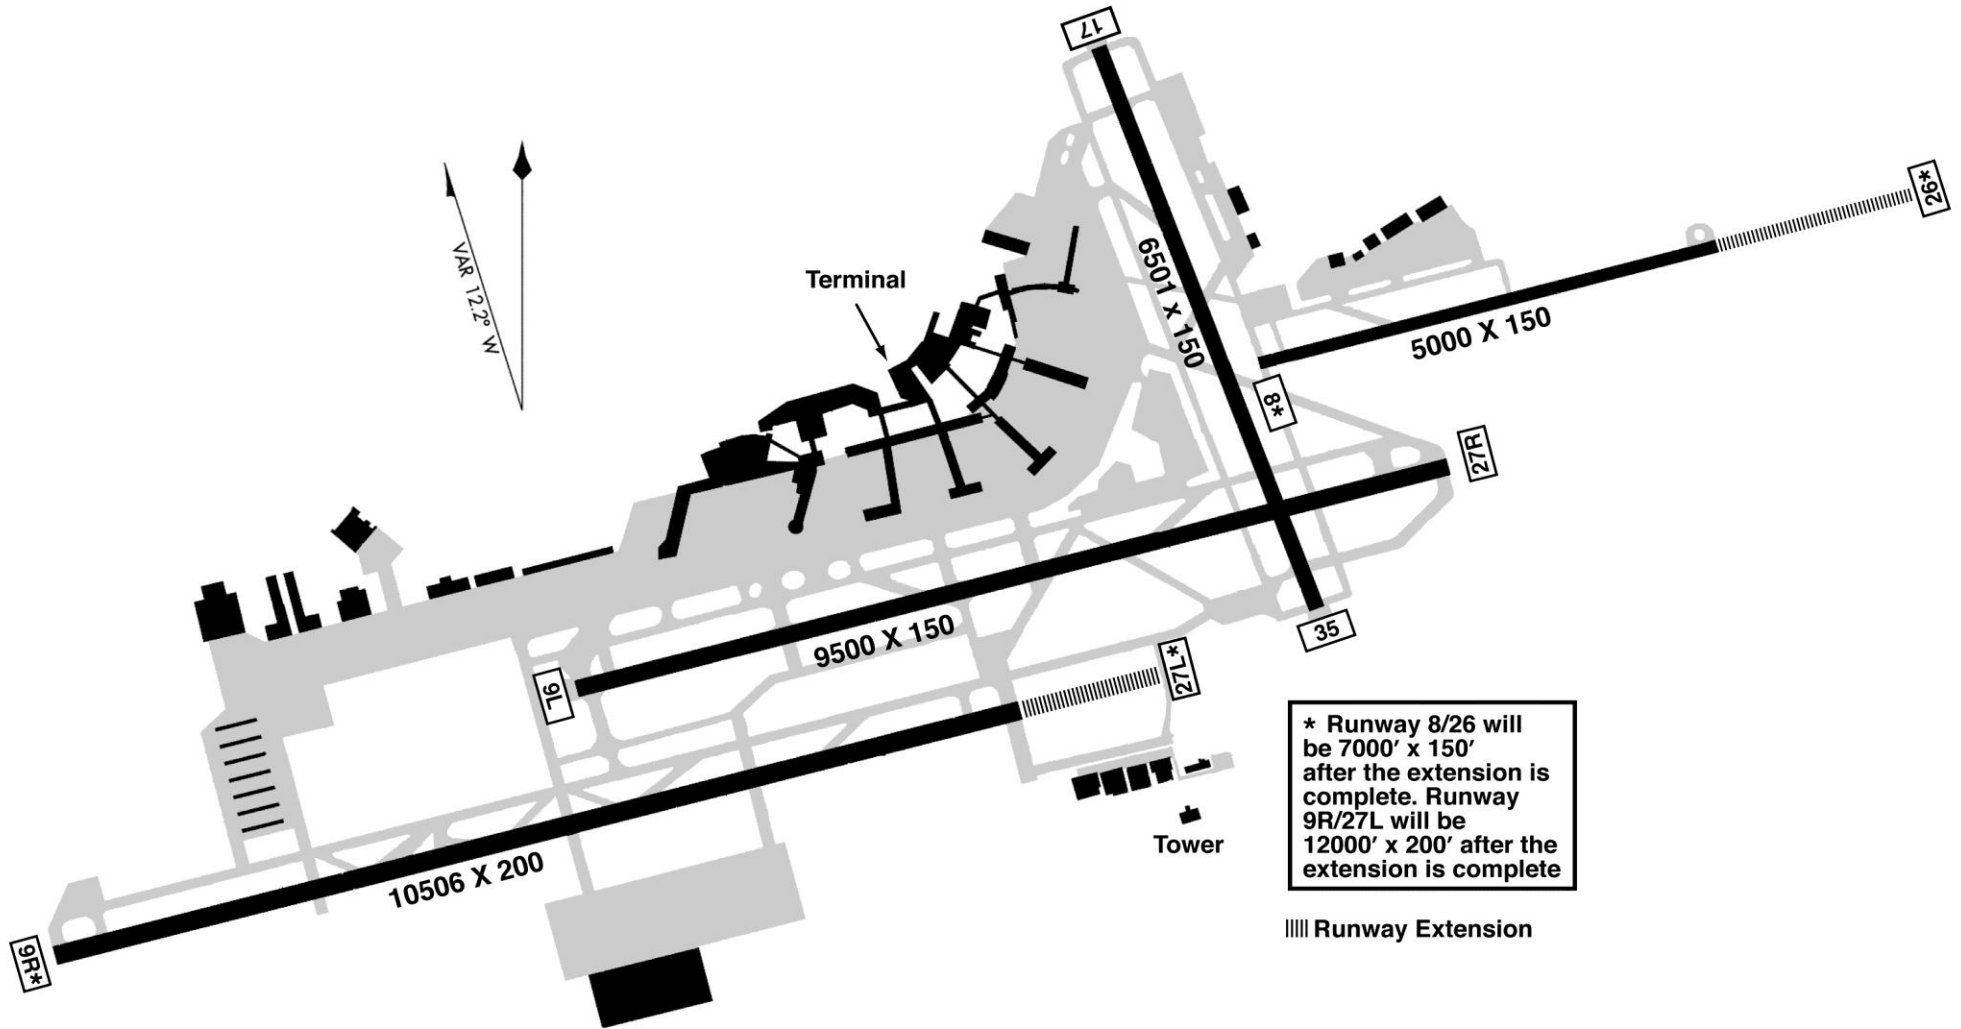 17
26*
VAR 12.2° W
Terminal
6501 x 150
5000 X 150
8*
27R
9500 X 150
35
9L
27L*
* Runway 8/26 will
be 7000′ x 150′
after the extension is
complete. Runway
9R/27L will be
12000′ x 200′ after the
extension is complete
Tower
10506 X 200
Runway Extension
9R*